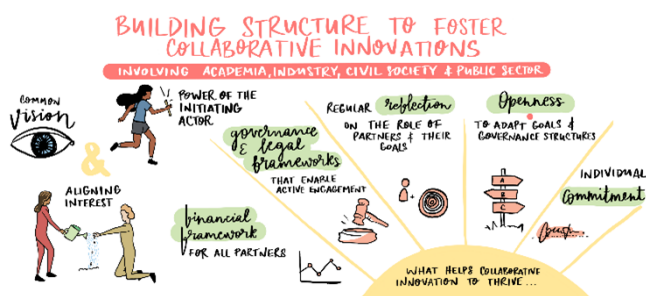 BUILDING STRUCTURE TO FOSTER
COLLABORATIVE INNOVATIONS
INVOLVING ACADEMIA, INDUSTRY, CIVIL SOCIETY & PUBLIC SECTOR
COMMON
VISION
&
ALIGNING
INTEREST
POWER OF THE
INITIATING
ACTOR
financial
framework
FOR ALL PARTNERS
governance
& legal
frameworks
THAT ENABLE
ACTIVE ENGAGEMENT
REGULAR reflection
ON THE ROLE OF
PARTNERS & THEIR
GOALS
+
Openness
TO ADAPT GOALS &
GOVERNANCE STRUCTURES
A
B
C
INDIVIDUAL
Commitment
WHAT HELPS COLLABORATIVE
INNOVATION TO THRIVE...